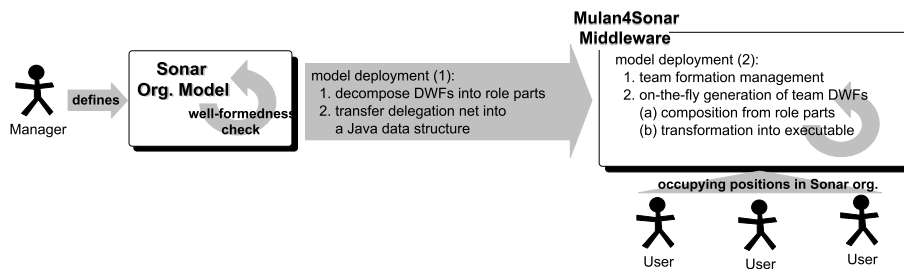 Manager
defines
Sonar
Org. Model
well-formedness
check
model deployment (1):
1. decompose DWFs into role parts
2. transfer delegation net into
a Java data structure
Mulan4Sonar
Middleware
model deployment (2):
1. team formation management
2. on-the-fly generation of team DWFs
(a) composition from role parts
(b) transformation into executable
occupying positions in Sonar org.
User
User
User